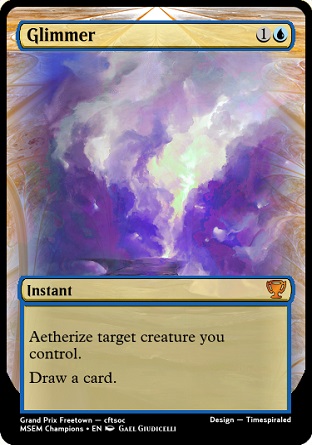 Glimmer 1
Instant
Aetherize target creature you
control.
Draw a card.
Grand Prix Freetown — cftsoc Design — Timespiraled
MSEM Champions • EN Gael Giudicelli